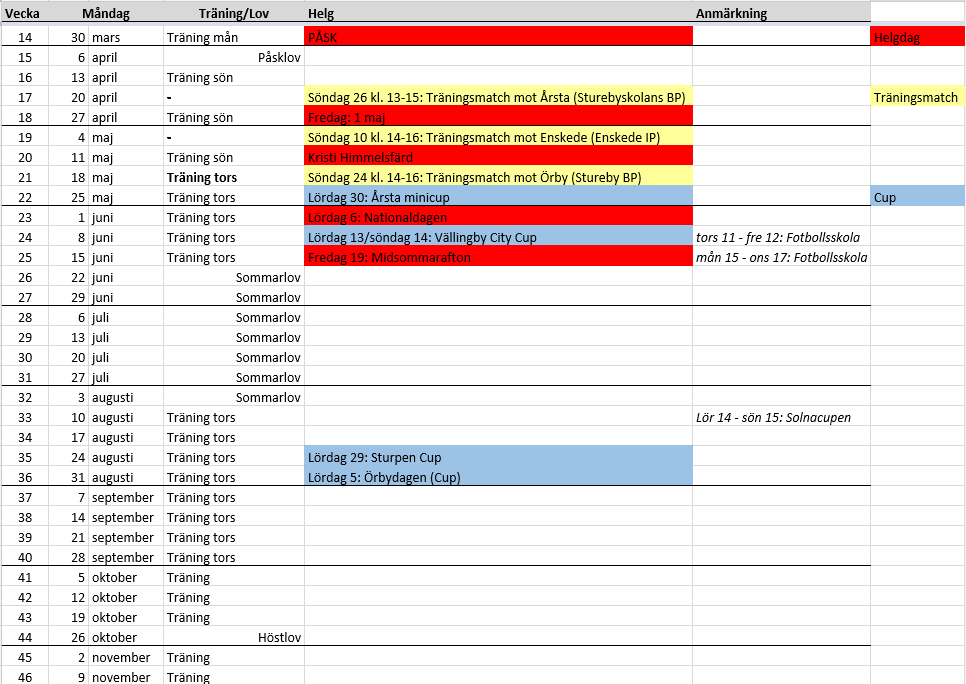 Vecka Måndag Träning/Lov Helg Anmärkning
14 30 mars Träning mån PÅSK Helgdag
15 6 april Påsklov
16 13 april Träning sön
17 20 april - Söndag 26 kl. 13-15: Träningsmatch mot Årsta (Sturebyskolans BP) Träningsmatch
18 27 april Träning sön Fredag: 1 maj
19 4 maj - Söndag 10 kl. 14-16: Träningsmatch mot Enskede (Enskede IP)
20 11 maj Träning sön Kristi Himmelsfärd
21 18 maj Träning tors Söndag 24 kl. 14-16: Träningsmatch mot Örby (Stureby BP)
22 25 maj Träning tors Lördag 30: Årsta minicup Cup
23 1 juni Träning tors Lördag 6: Nationaldagen
24 8 juni Träning tors Lördag 13/söndag 14: Vällingby City Cup tors 11 - fre 12: Fotbollsskola
25 15 juni Träning tors Fredag 19: Midsommarafton mån 15 - ons 17: Fotbollsskola
26 22 juni Sommarlov
27 29 juni Sommarlov
28 6 juli Sommarlov
29 13 juli Sommarlov
30 20 juli Sommarlov
31 27 juli Sommarlov
32 3 augusti Sommarlov
33 10 augusti Träning tors Lör 14 - sön 15: Solnacupen
34 17 augusti Träning tors
35 24 augusti Träning tors Lördag 29: Sturpen Cup
36 31 augusti Träning tors Lördag 5: Örbydagen (Cup)
37 7 september Träning tors
38 14 september Träning tors
39 21 september Träning tors
40 28 september Träning tors
41 5 oktober Träning
42 12 oktober Träning
43 19 oktober Träning
44 26 oktober Höstlov
45 2 november Träning
46 9 november Träning